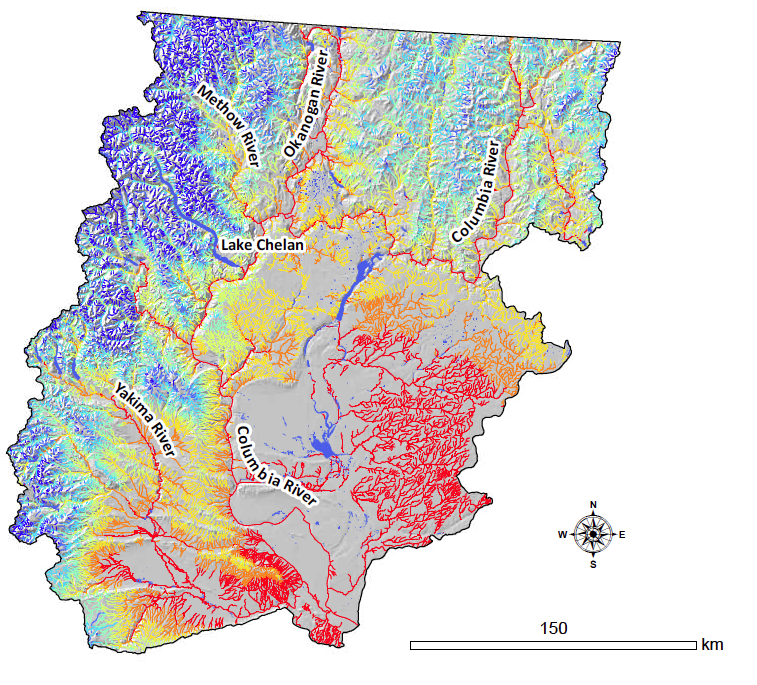 Methow River
Okanogan River
Columbia River
Lake Chelan
Yakima River
Columbia River
N
W
E
S
150
km